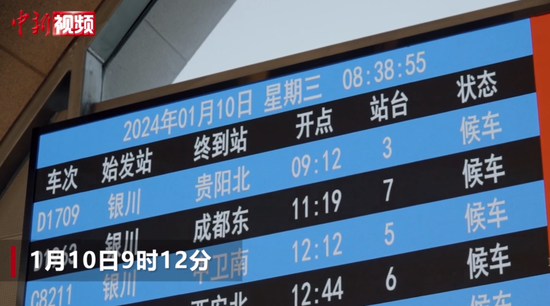 中新视频
2024年01月10日 星期三 08:38:55
车次 始发站 终到站 开点 站台 状态
D1709 银川 贵阳北 09:12 3 候车
银川 成都东 11:19 7 候车
C8211 银川 中卫南 12:12 5 候车
12:44 6 候车
1月10日9时12分